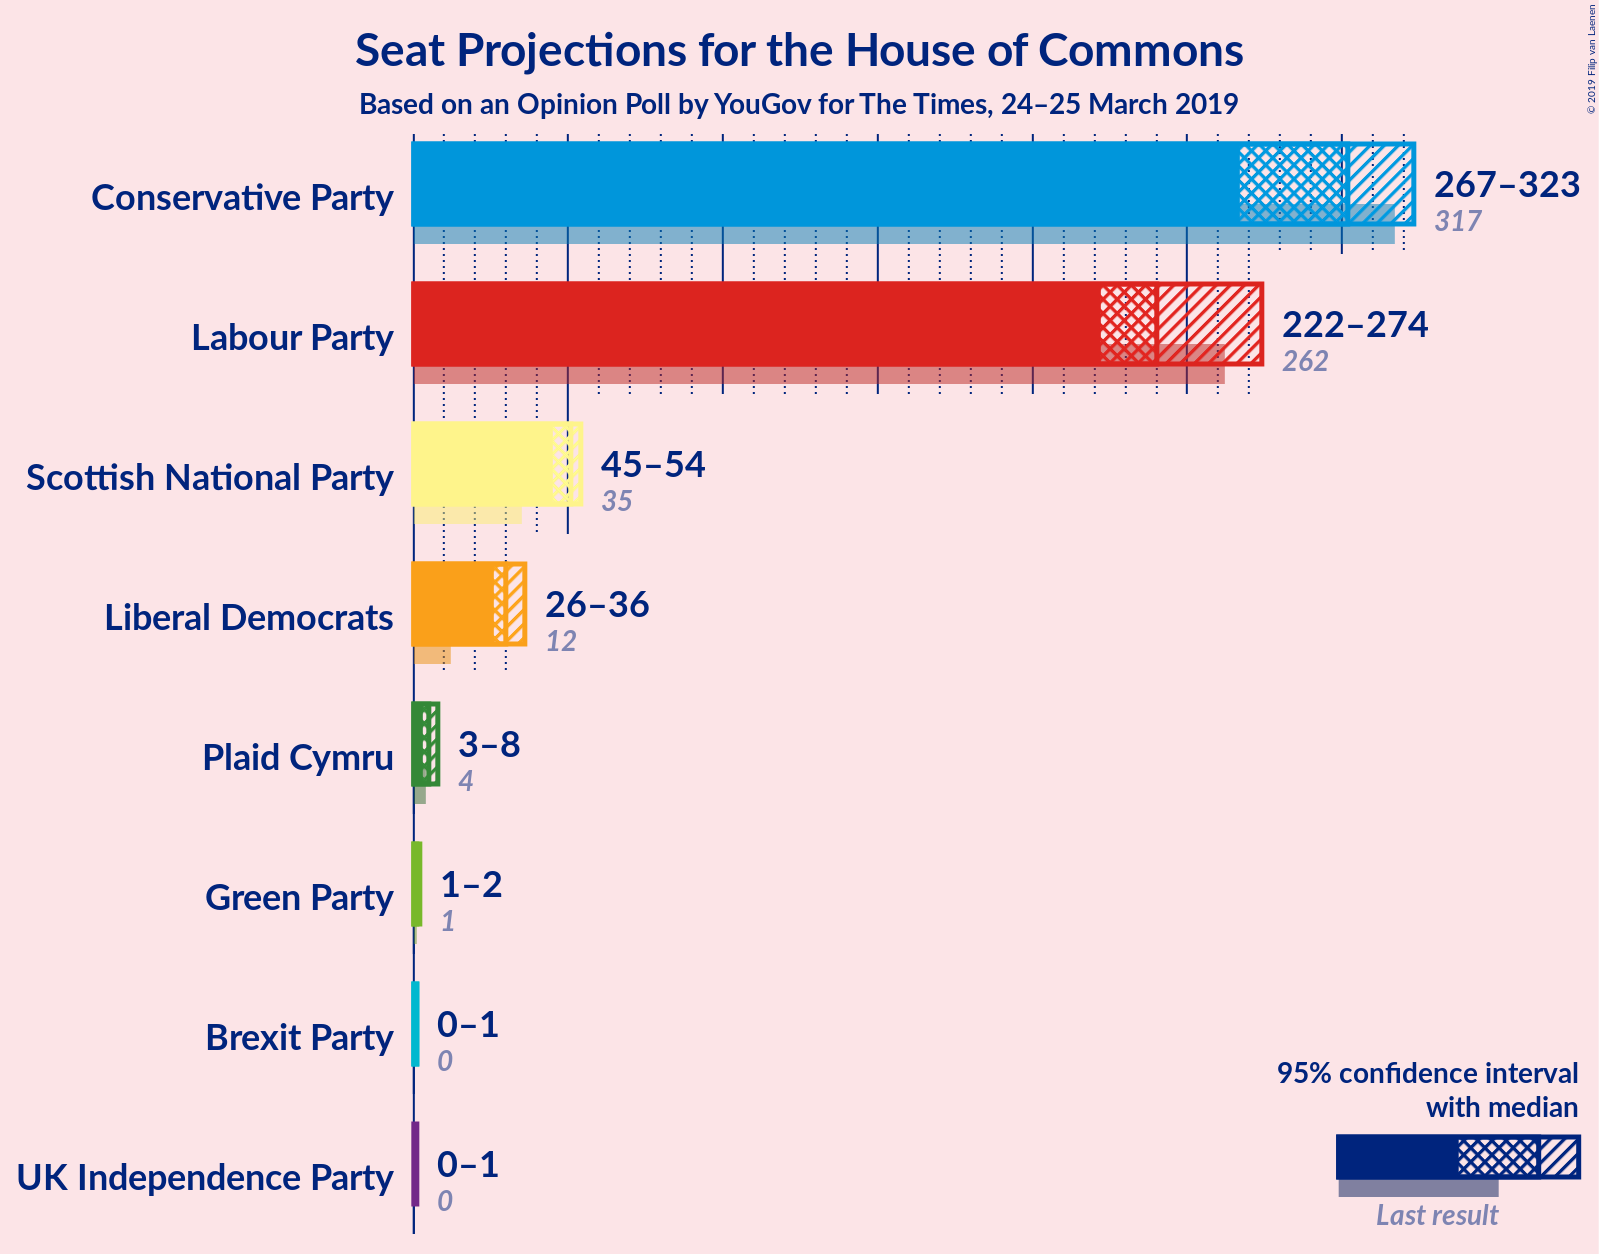 Seat Projections for the House of Commons
Based on an Opinion Poll by YouGov for The Times, 24–25 March 2019
© 2019 Filip van Laenen
Conservative Party
267–323
317
Labour Party
222–274
262
Scottish National Party
45–54
35
Liberal Democrats
26–36
12
Plaid Cymru
3–8
4
Green Party
1–2
1
Brexit Party
0–1
0
UK Independence Party
0–1
0
95% confidence interval
with median
Last result